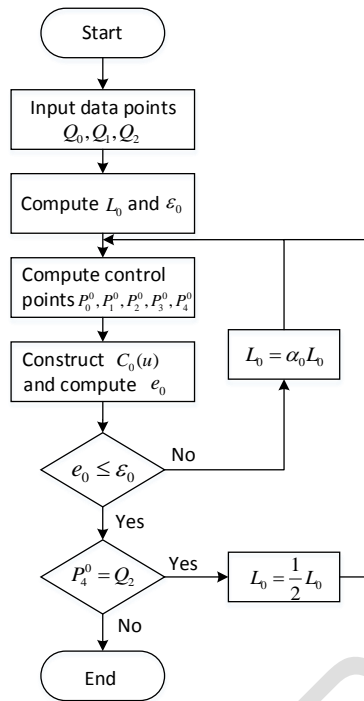 Start
Input data points
Q₀, Q₁, Q₂
Compute L₀ and ε₀
Compute control
points P₀⁰, P₁⁰, P₂⁰, P₃⁰, P₄⁰
L₀ = α₀L₀
Construct C₀(u)
and compute e₀
e₀ ≤ ε₀
No
Yes
P₄⁰ = Q₂
Yes
L₀ = 1/2 L₀
No
End